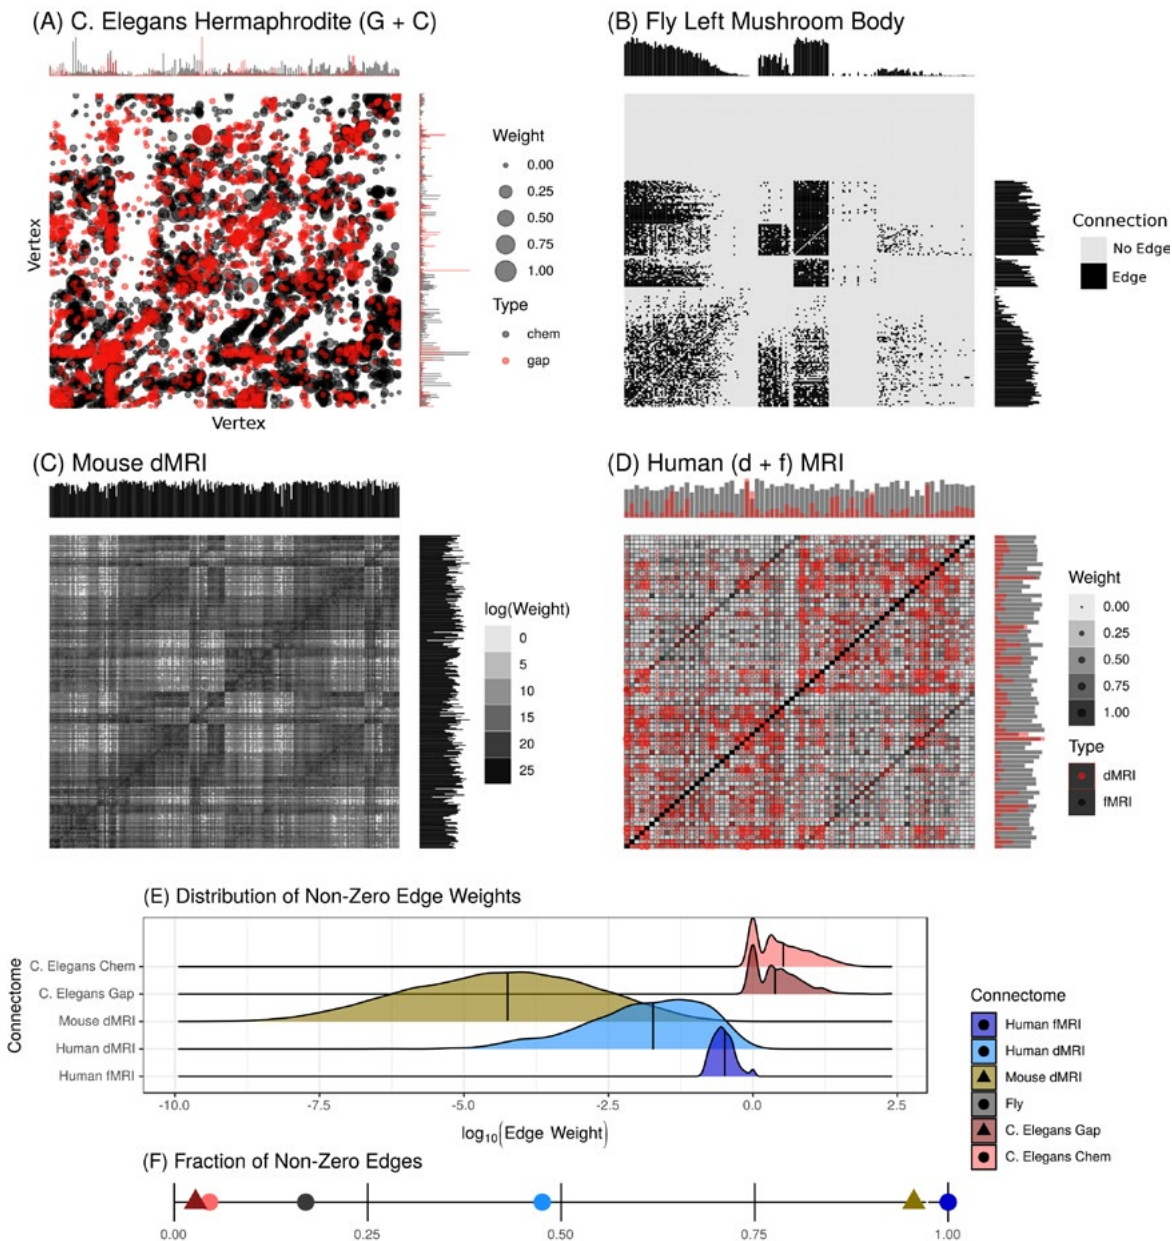 (A) C. Elegans Hermaphrodite (G + C)
(B) Fly Left Mushroom Body
Vertex
Vertex
Weight
0.00
0.25
0.50
0.75
1.00
Type
chem
gap
Connection
No Edge
Edge
(C) Mouse dMRI
(D) Human (d + f) MRI
log(Weight)
0
5
10
15
20
25
Weight
0.00
0.25
0.50
0.75
1.00
Type
dMRI
fMRI
(E) Distribution of Non-Zero Edge Weights
Connectome
C. Elegans Chem
C. Elegans Gap
Mouse dMRI
Human dMRI
Human fMRI
-10.0 -7.5 -5.0 -2.5 0.0 2.5
log10(Edge Weight)
Connectome
Human fMRI
Human dMRI
Mouse dMRI
Fly
C. Elegans Gap
C. Elegans Chem
(F) Fraction of Non-Zero Edges
0.00 0.25 0.50 0.75 1.00